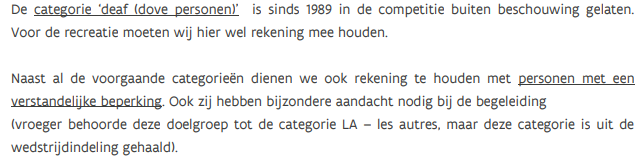 De categorie ‘deaf (dove personen)’ is sinds 1989 in de competitie buiten beschouwing gelaten.
Voor de recreatie moeten wij hier wel rekening mee houden.
Naast al de voorgaande categorieën dienen we ook rekening te houden met personen met een
verstandelijke beperking. Ook zij hebben bijzondere aandacht nodig bij de begeleiding
(vroeger behoorde deze doelgroep tot de categorie LA – les autres, maar deze categorie is uit de
wedstrijdindeling gehaald).